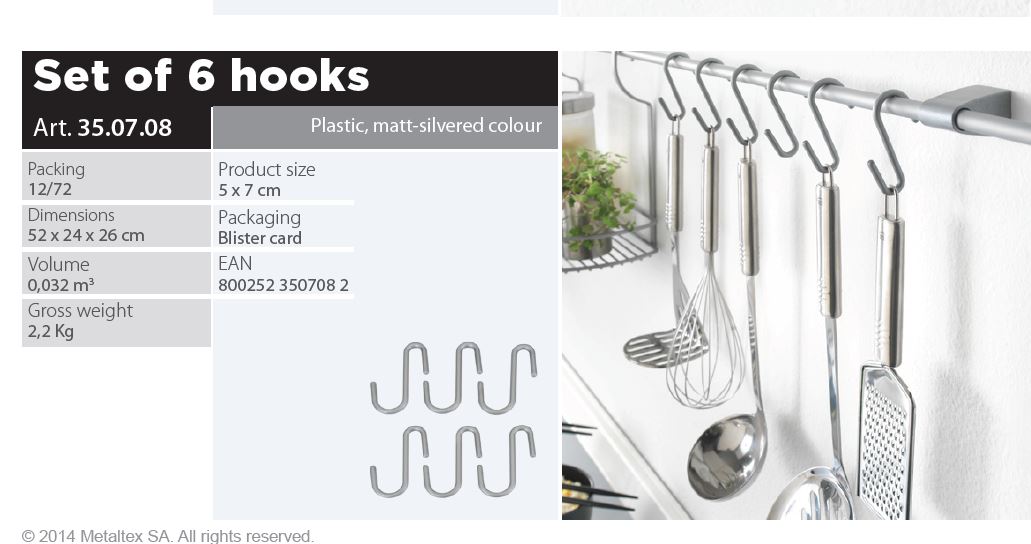 Set of 6 hooks
Art. 35.07.08
Plastic, matt-silvered colour
Packing
12/72
Dimensions
52 x 24 x 26 cm
Volume
0,032 m³
Gross weight
2,2 Kg
Product size
5 x 7 cm
Packaging
Blister card
EAN
800252 350708 2
© 2014 Metaltex SA. All rights reserved.